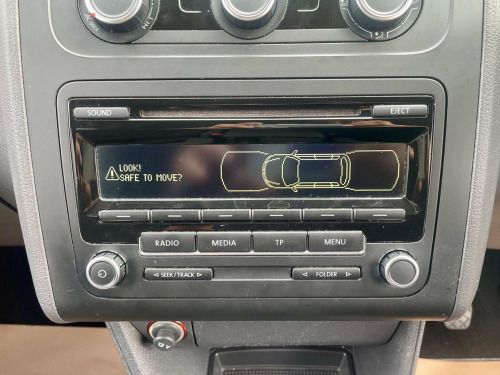 SOUND
EJECT
LOOK!
SAFE TO MOVE?
RADIO
MEDIA
TP
MENU
SEEK/TRACK
FOLDER